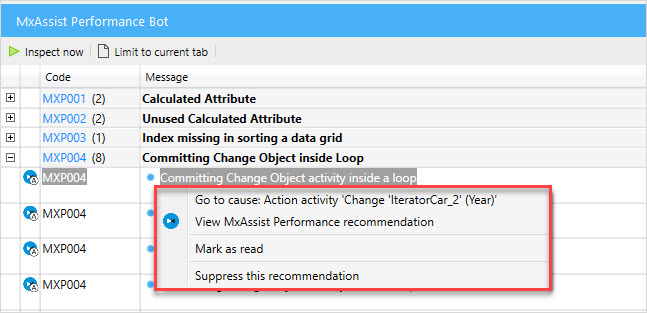 MxAssist Performance Bot
Inspect now Limit to current tab
Code Message
MXP001 (2) Calculated Attribute
MXP002 (2) Unused Calculated Attribute
MXP003 (1) Index missing in sorting a data grid
MXP004 (8) Committing Change Object inside Loop
MXP004 Committing Change Object activity inside a loop
Go to cause: Action activity 'Change 'IteratorCar_2' (Year)'
MXP004 View MxAssist Performance recommendation
MXP004 Mark as read
MXP004 Suppress this recommendation